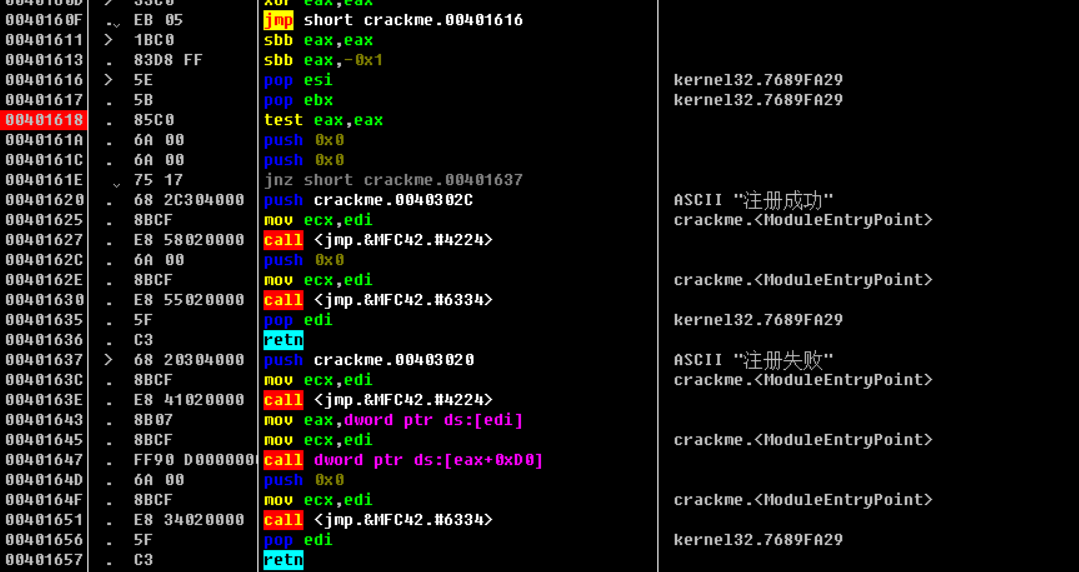 0040160D > 33C0 xor eax,eax
0040160F . EB 05 jmp short crackme.00401616
00401611 > 1BC0 sbb eax,eax
00401613 . 83D8 FF sbb eax,-0x1
00401616 > 5E pop esi kernel32.7689FA29
00401617 . 5B pop ebx kernel32.7689FA29
00401618 . 85C0 test eax,eax
0040161A . 6A 00 push 0x0
0040161C . 6A 00 push 0x0
0040161E 75 17 jnz short crackme.00401637
00401620 . 68 2C304000 push crackme.0040302C ASCII "注册成功"
00401625 . 8BCF mov ecx,edi crackme.<ModuleEntryPoint>
00401627 . E8 58020000 call <jmp.&MFC42.#4224>
0040162C . 6A 00 push 0x0
0040162E . 8BCF mov ecx,edi crackme.<ModuleEntryPoint>
00401630 . E8 55020000 call <jmp.&MFC42.#6334>
00401635 . 5F pop edi kernel32.7689FA29
00401636 . C3 retn
00401637 > 68 20304000 push crackme.00403020 ASCII "注册失败"
0040163C . 8BCF mov ecx,edi crackme.<ModuleEntryPoint>
0040163E . E8 41020000 call <jmp.&MFC42.#4224>
00401643 . 8B07 mov eax,dword ptr ds:[edi]
00401645 . 8BCF mov ecx,edi crackme.<ModuleEntryPoint>
00401647 . FF90 D0000000 call dword ptr ds:[eax+0xD0]
0040164D . 6A 00 push 0x0
0040164F . 8BCF mov ecx,edi crackme.<ModuleEntryPoint>
00401651 . E8 34020000 call <jmp.&MFC42.#6334>
00401656 . 5F pop edi kernel32.7689FA29
00401657 . C3 retn